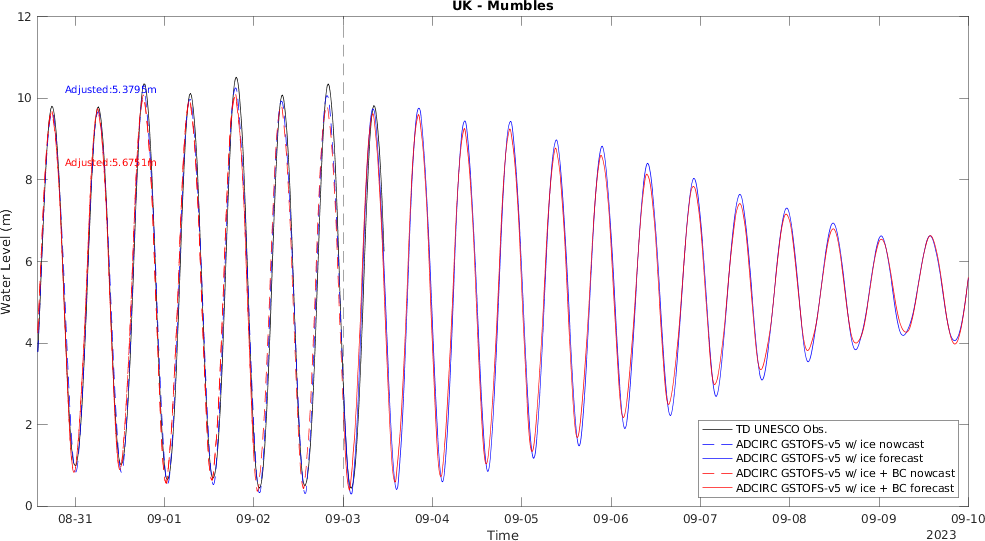 UK - Mumbles
12
10
8
6
4
2
0
Water Level (m)
Adjusted:5.3795m
Adjusted:5.6751m
TD UNESCO Obs.
ADCIRC GSTOFS-v5 w/ ice nowcast
ADCIRC GSTOFS-v5 w/ ice forecast
ADCIRC GSTOFS-v5 w/ ice + BC nowcast
ADCIRC GSTOFS-v5 w/ ice + BC forecast
08-31 09-01 09-02 09-03 09-04 09-05 09-06 09-07 09-08 09-09 09-10
Time
2023